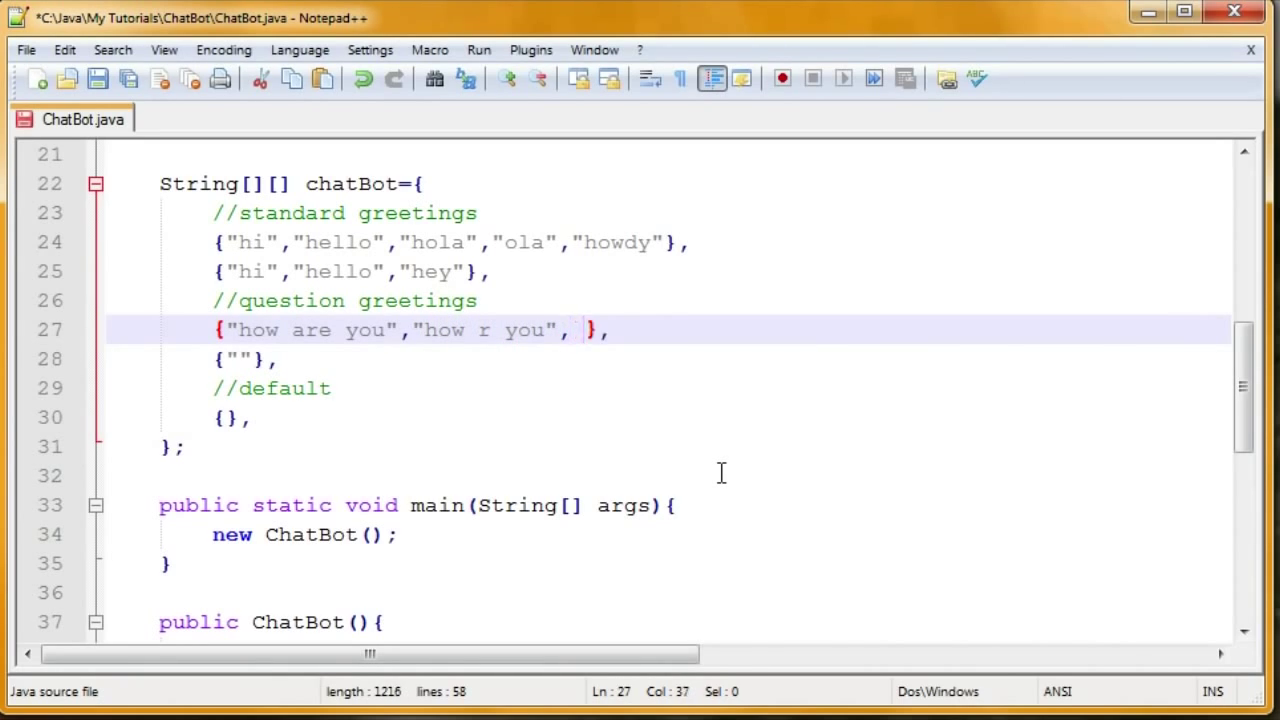 *C:\Java\My Tutorials\ChatBot\ChatBot.java - Notepad++
File Edit Search View Encoding Language Settings Macro Run Plugins Window ? X
ABC
ChatBot.java
21
22 String[][] chatBot={
23 //standard greetings
24 {"hi","hello","hola","ola","howdy"},
25 {"hi","hello","hey"},
26 //question greetings
27 {"how are you","how r you", },
28 {""},
29 //default
30 {},
31 };
32
33 public static void main(String[] args){
34 new ChatBot();
35 }
36
37 public ChatBot(){
Java source file length : 1216 lines : 58 Ln : 27 Col : 37 Sel : 0 Dos\Windows ANSI INS